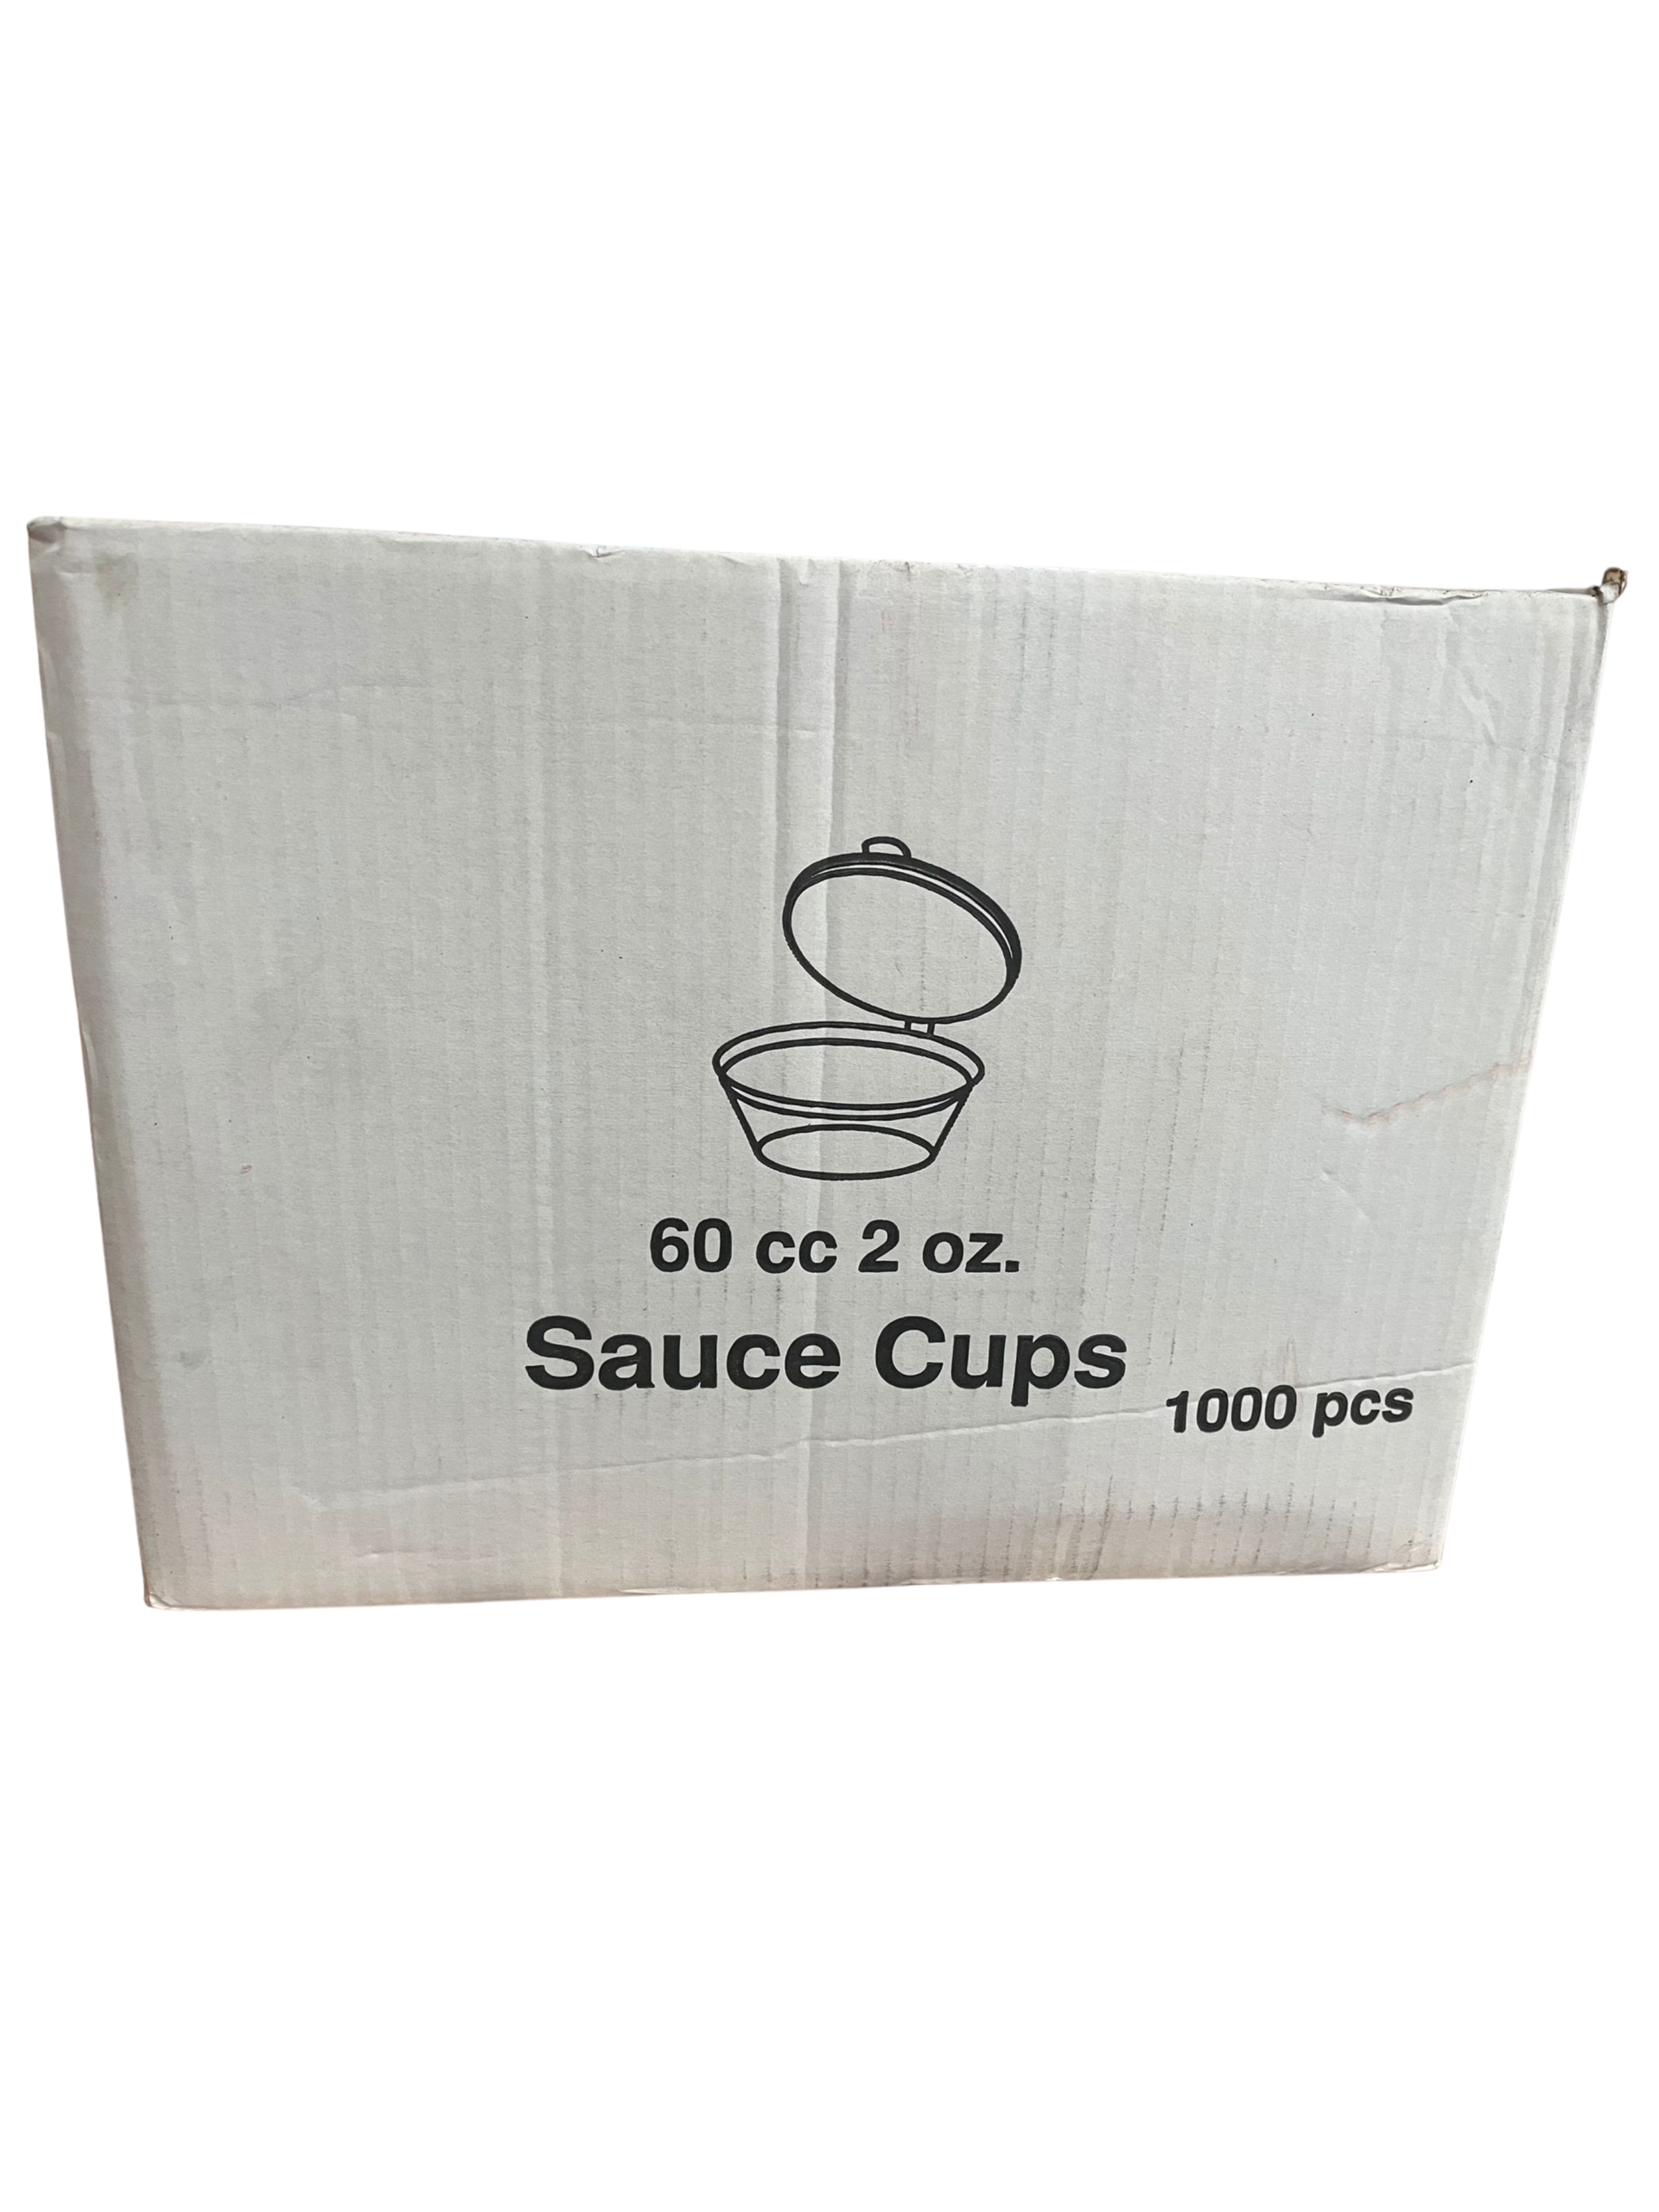 60 cc 2 oz.
Sauce Cups
1000 pcs